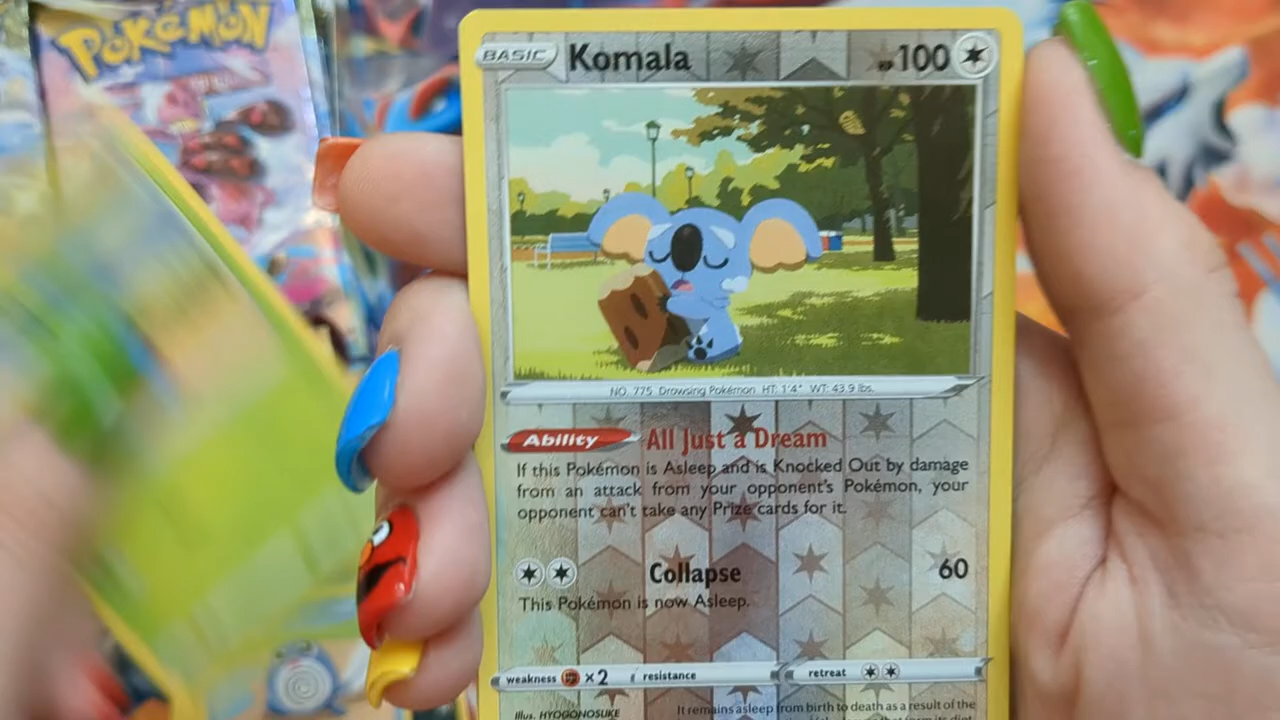 POKÉMON
BASIC Komala HP100
NO. 775 Drowsing Pokémon HT: 1'4" WT: 43.9 lbs.
Ability All Just a Dream
If this Pokémon is Asleep and is Knocked Out by damage
from an attack from your opponent's Pokémon, your
opponent can't take any Prize cards for it.
Collapse 60
This Pokémon is now Asleep.
weakness ×2 resistance retreat
Illus. HYOGONOSUKE
It remains asleep from birth to death as a result of the